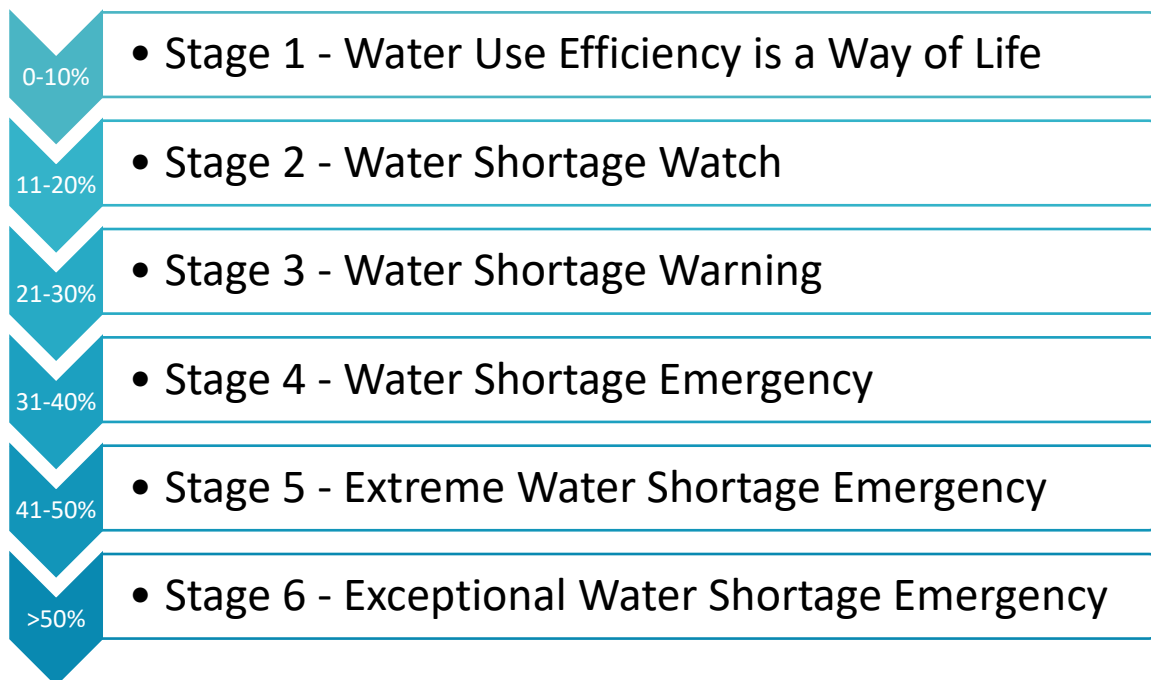 0-10%
• Stage 1 - Water Use Efficiency is a Way of Life
11-20%
• Stage 2 - Water Shortage Watch
21-30%
• Stage 3 - Water Shortage Warning
31-40%
• Stage 4 - Water Shortage Emergency
41-50%
• Stage 5 - Extreme Water Shortage Emergency
>50%
• Stage 6 - Exceptional Water Shortage Emergency